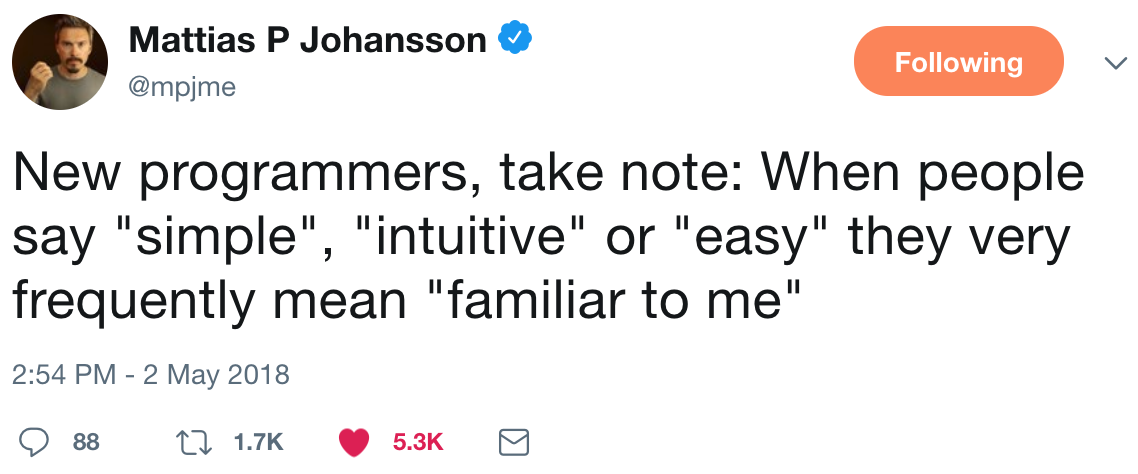 Mattias P Johansson
@mpjme
Following
New programmers, take note: When people
say "simple", "intuitive" or "easy" they very
frequently mean "familiar to me"
2:54 PM - 2 May 2018
88 1.7K 5.3K